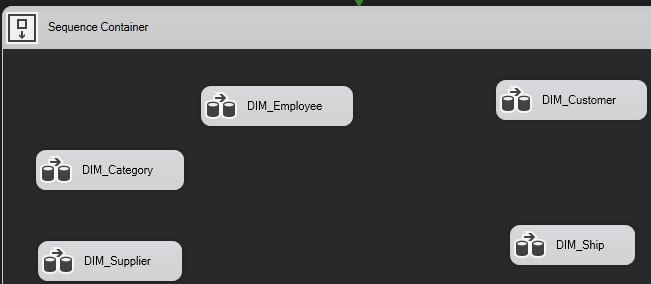 Sequence Container
DIM_Employee
DIM_Customer
DIM_Category
DIM_Ship
DIM_Supplier